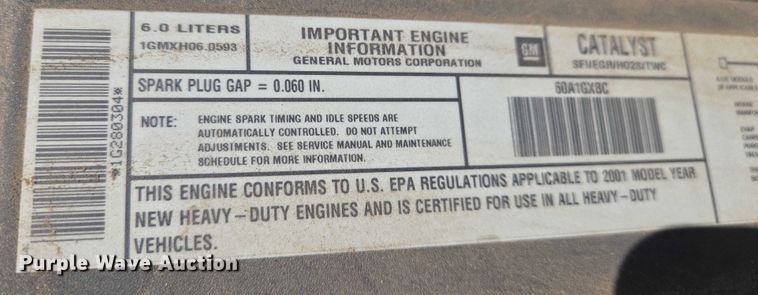 6.0 LITERS
1GMXH06.0593
IMPORTANT ENGINE
INFORMATION
GENERAL MOTORS CORPORATION
GM
CATALYST
SFI/EGR/HO2S/TWC
SPARK PLUG GAP = 0.060 IN.
60A1GXBC
*1G280304*
NOTE: ENGINE SPARK TIMING AND IDLE SPEEDS ARE
AUTOMATICALLY CONTROLLED. DO NOT ATTEMPT
ADJUSTMENTS. SEE SERVICE MANUAL AND MAINTENANCE
SCHEDULE FOR MORE INFORMATION.
THIS ENGINE CONFORMS TO U.S. EPA REGULATIONS APPLICABLE TO 2001 MODEL YEAR
NEW HEAVY-DUTY ENGINES AND IS CERTIFIED FOR USE IN ALL HEAVY-DUTY
VEHICLES.
Purple Wave Auction